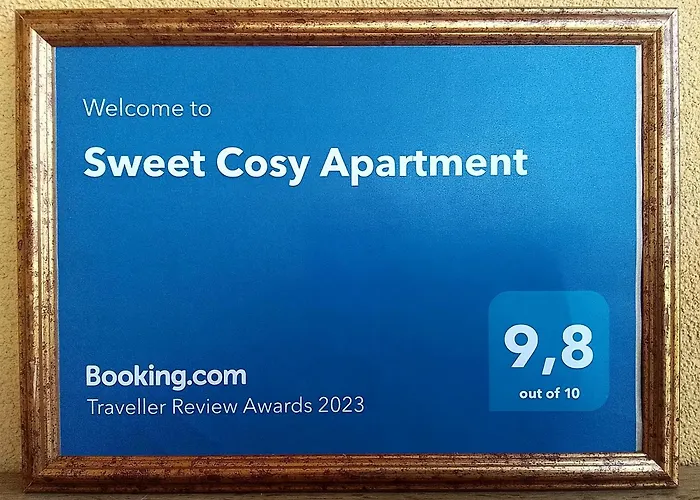 Welcome to
Sweet Cosy Apartment
9,8
out of 10
Booking.com
Traveller Review Awards 2023